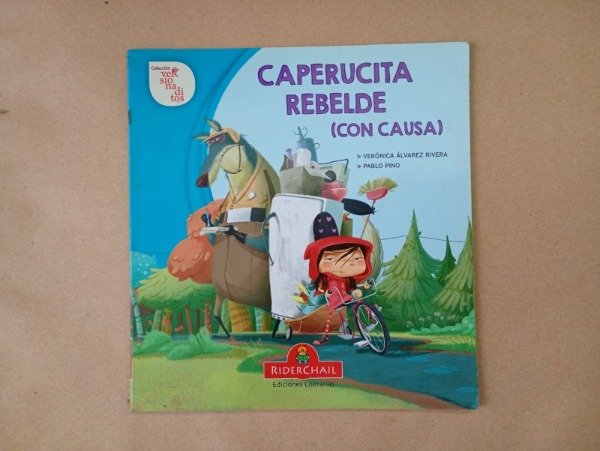 Colección
ver
sio
na
di
tos
CAPERUCITA
REBELDE
(CON CAUSA)
> VERÓNICA ÁLVAREZ RIVERA
> PABLO PINO
RIDERCHAIL
Ediciones Literarias